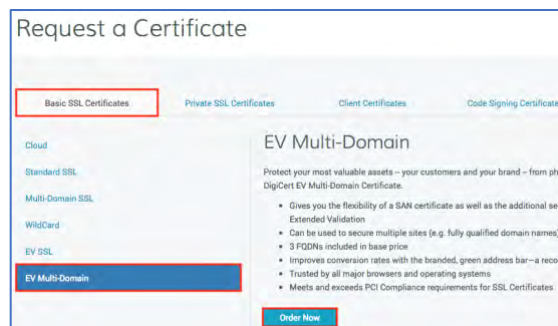 Request a Certificate
Basic SSL Certificates
Private SSL Certificates
Client Certificates
Code Signing Certificate
Cloud
Standard SSL
Multi-Domain SSL
WildCard
EV SSL
EV Multi-Domain
EV Multi-Domain
Protect your most valuable assets – your customers and your brand – from ph
DigiCert EV Multi-Domain Certificate.
• Gives you the flexibility of a SAN certificate as well as the additional se
Extended Validation
• Can be used to secure multiple sites (e.g. fully qualified domain names)
• 3 FQDNs included in base price
• Improves conversion rates with the branded, green address bar—a reco
• Trusted by all major browsers and operating systems
• Meets and exceeds PCI Compliance requirements for SSL Certificates
Order Now